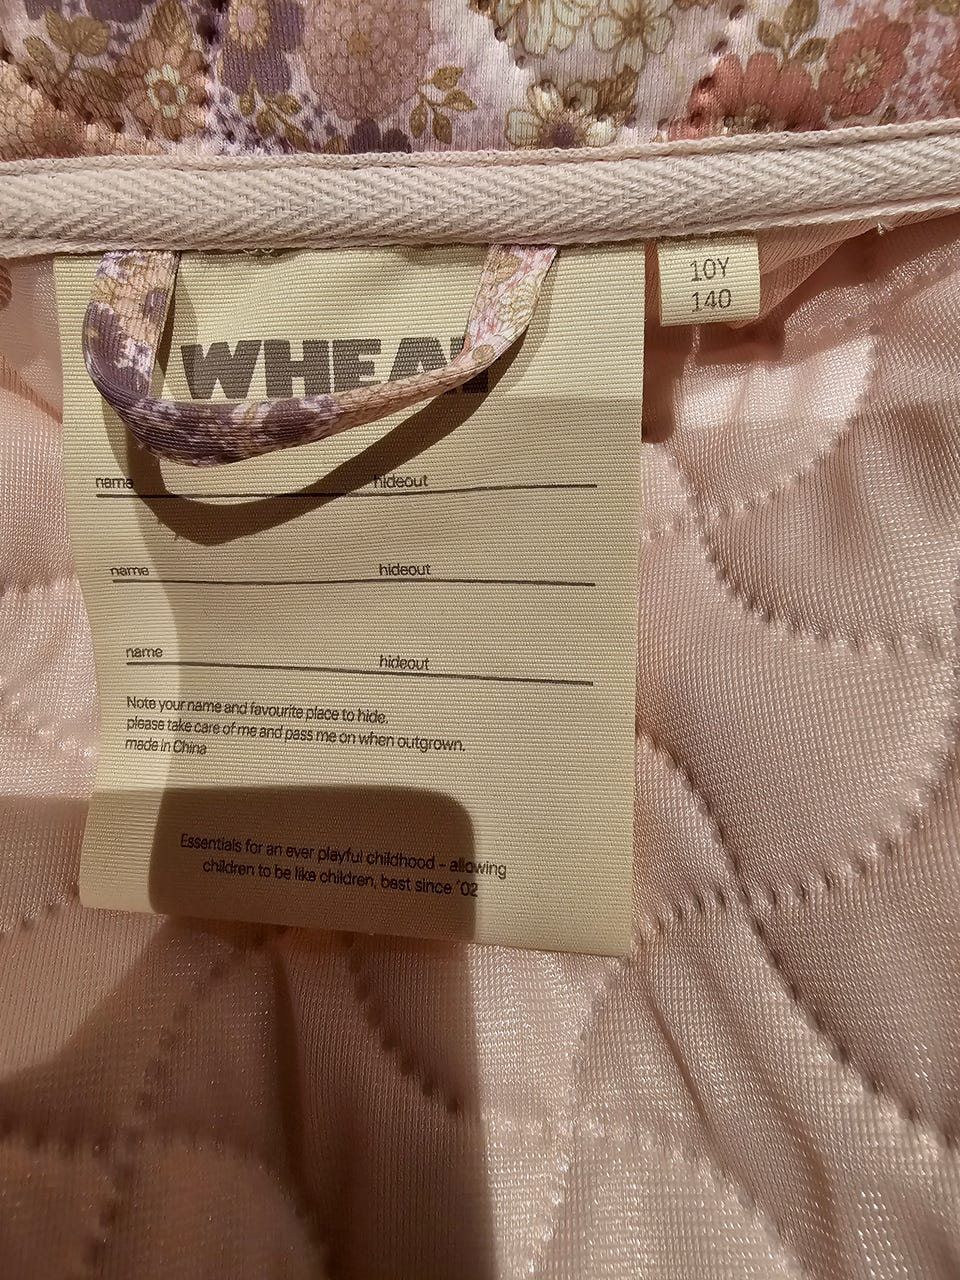 10Y
140
WHEAT
name hideout
name hideout
name hideout
Note your name and favourite place to hide.
please take care of me and pass me on when outgrown.
made in China
Essentials for an ever playful childhood - allowing
children to be like children, best since ´02